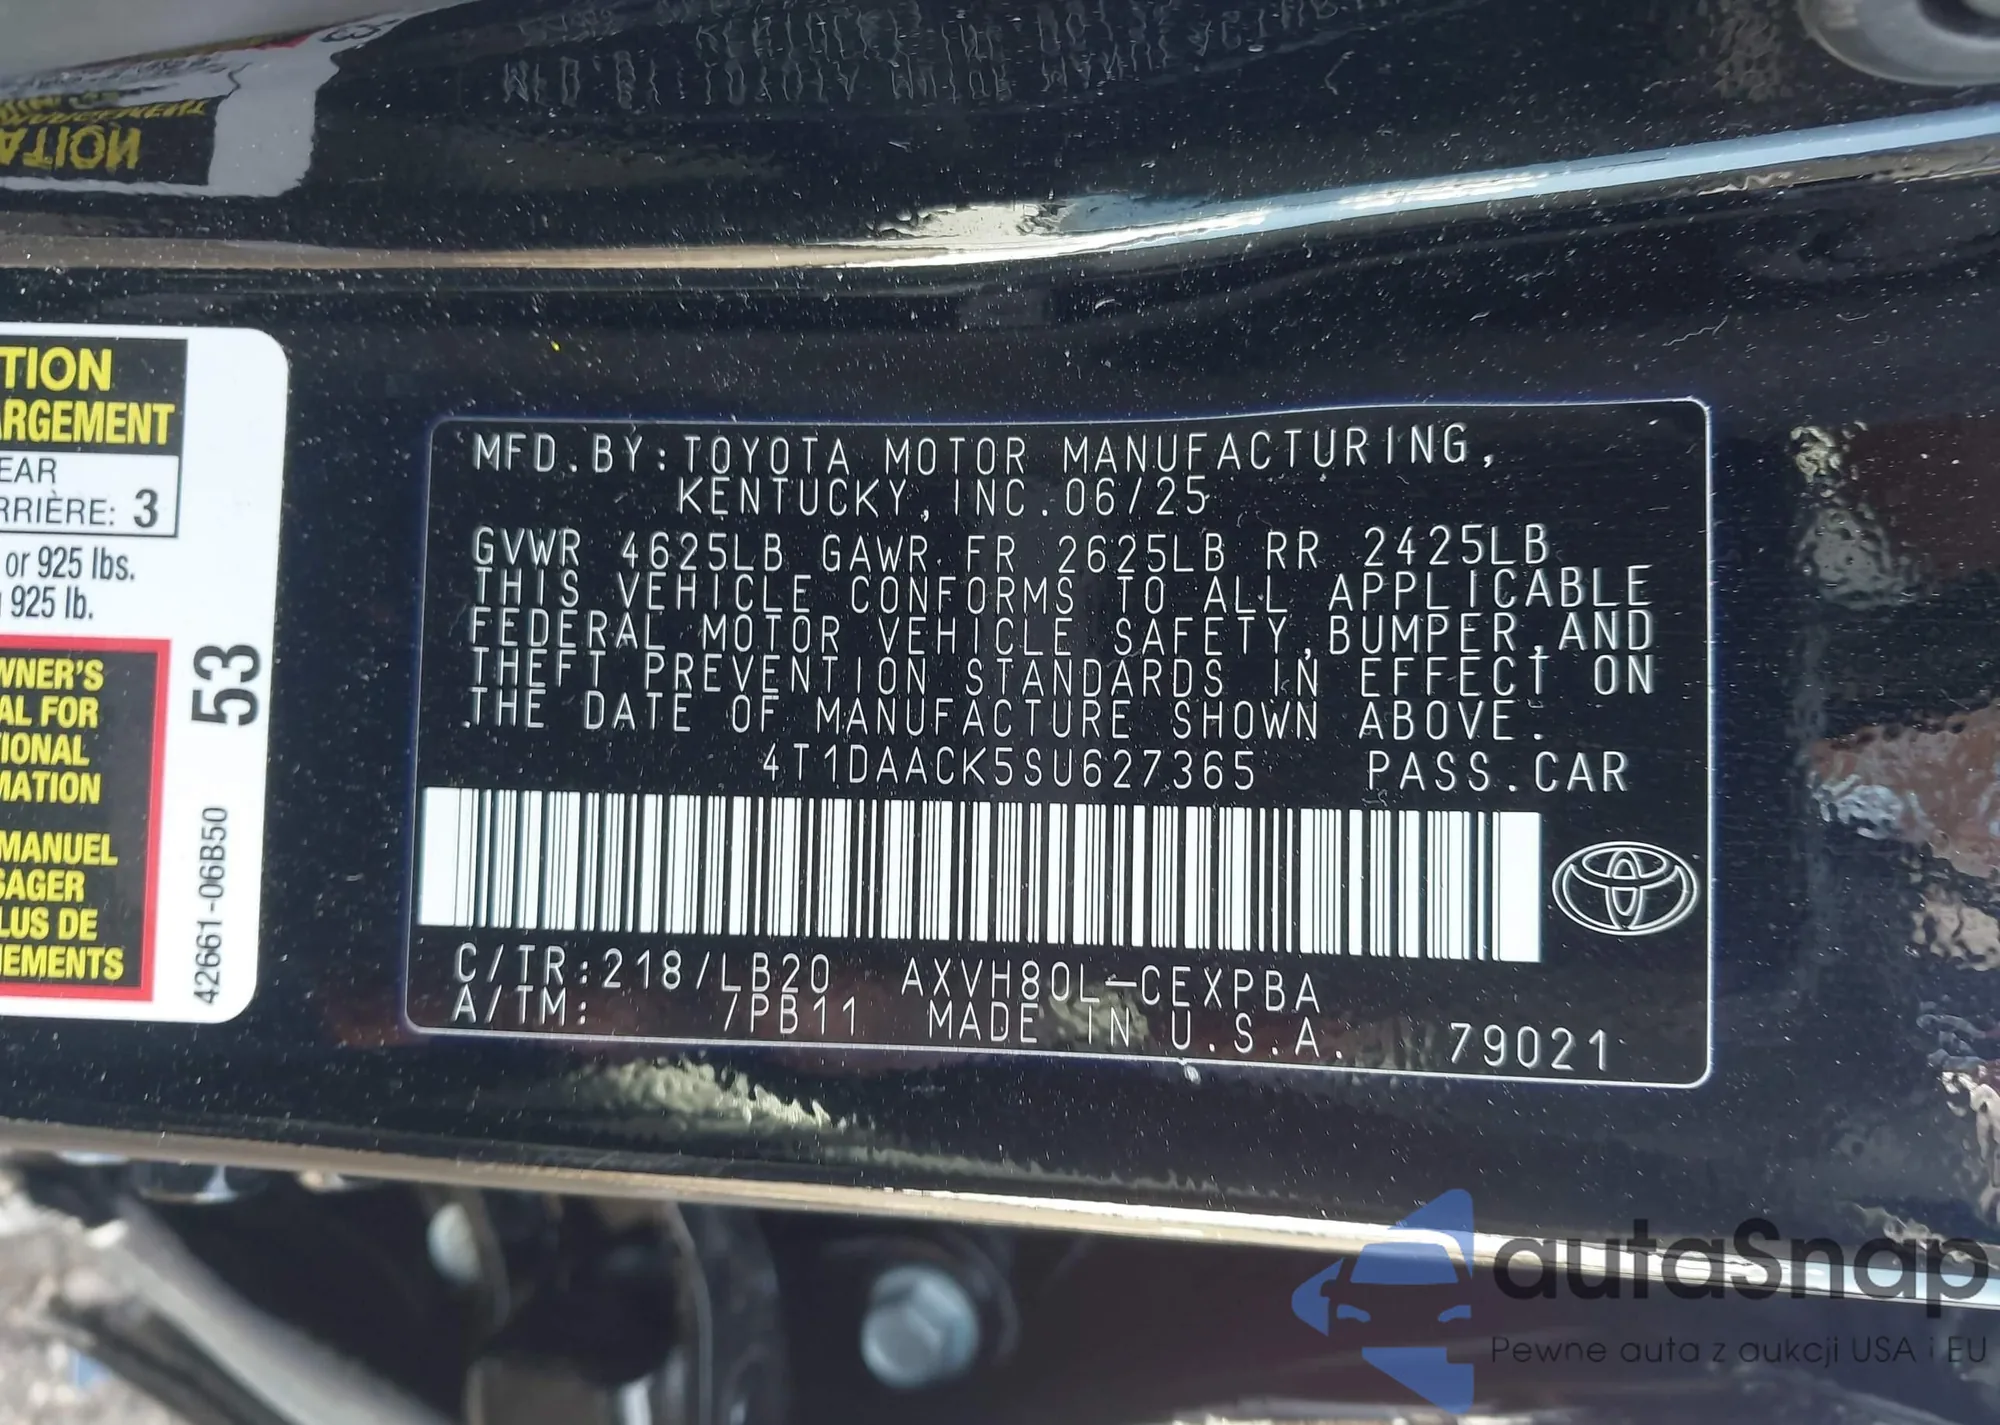 TION
ARGEMENT
EAR
RRIÈRE: 3
or 925 lbs.
925 lb.
WNER'S
AL FOR
TIONAL
MATION
MANUEL
SAGER
LUS DE
NEMENTS
53
42661-06B50
MFD.BY:TOYOTA MOTOR MANUFACTURING,
KENTUCKY, INC.06/25
GVWR 4625LB GAWR FR 2625LB RR 2425LB
THIS VEHICLE CONFORMS TO ALL APPLICABLE
FEDERAL MOTOR VEHICLE SAFETY,BUMPER,AND
THEFT PREVENTION STANDARDS IN EFFECT ON
THE DATE OF MANUFACTURE SHOWN ABOVE.
4T1DAACK5SU627365 PASS.CAR
C/TR:218/LB20 AXVH80L-CEXPBA
A/TM: /PB11 MADE IN U.S.A. 79021
autaSnap
Pewne auta z aukcji USA i EU